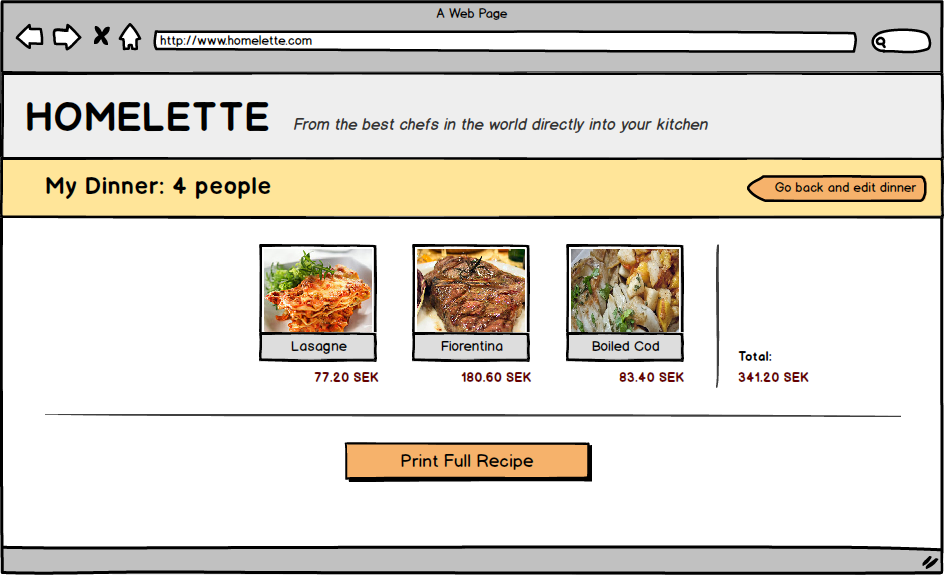 A Web Page
http://www.homelette.com
HOMELETTE
From the best chefs in the world directly into your kitchen
My Dinner: 4 people
Go back and edit dinner
Lasagne
Fiorentina
Boiled Cod
77.20 SEK
180.60 SEK
83.40 SEK
Total:
341.20 SEK
Print Full Recipe